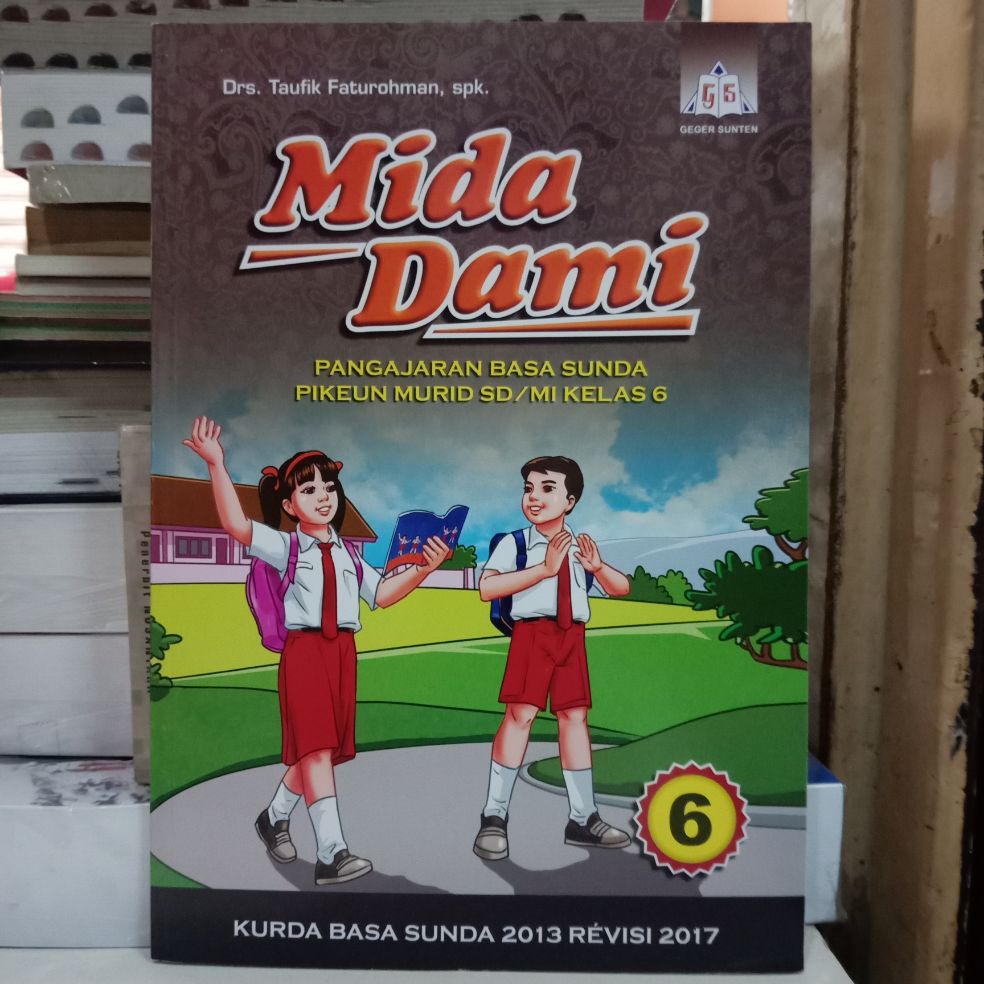 Drs. Taufik Faturohman, spk.
G S
GEGER SUNTEN
Mida
Dami
PANGAJARAN BASA SUNDA
PIKEUN MURID SD/MI KELAS 6
6
KURDA BASA SUNDA 2013 RÉVISI 2017
Penerbit